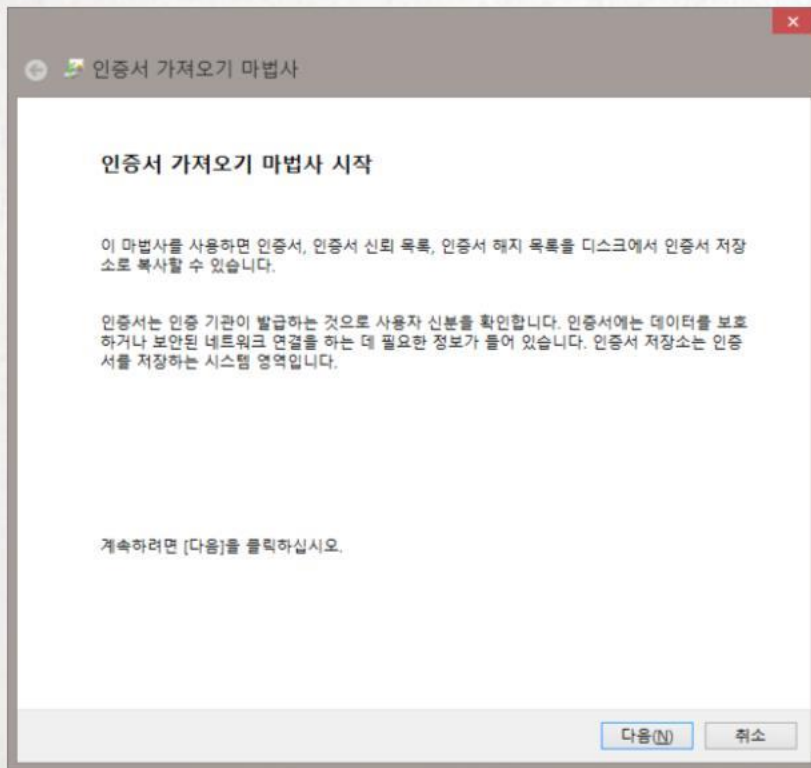 인증서 가져오기 마법사
인증서 가져오기 마법사 시작
이 마법사를 사용하면 인증서, 인증서 신뢰 목록, 인증서 해지 목록을 디스크에서 인증서 저장
소로 복사할 수 있습니다.
인증서는 인증 기관이 발급하는 것으로 사용자 신분을 확인합니다. 인증서에는 데이터를 보호
하거나 보안된 네트워크 연결을 하는 데 필요한 정보가 들어 있습니다. 인증서 저장소는 인증
서를 저장하는 시스템 영역입니다.
계속하려면 [다음]을 클릭하십시오.
다음(N) 취소